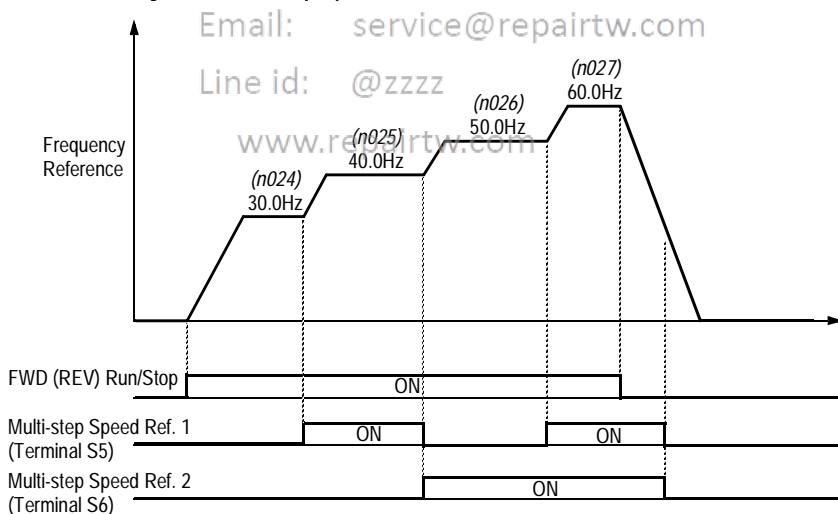 Email: service@repairtw.com
Line id: @zzzz
www.repairtw.com
(n027)
60.0Hz
(n026)
50.0Hz
(n025)
40.0Hz
(n024)
30.0Hz
Frequency
Reference
FWD (REV) Run/Stop
ON
Multi-step Speed Ref. 1
(Terminal S5)
ON
ON
Multi-step Speed Ref. 2
(Terminal S6)
ON